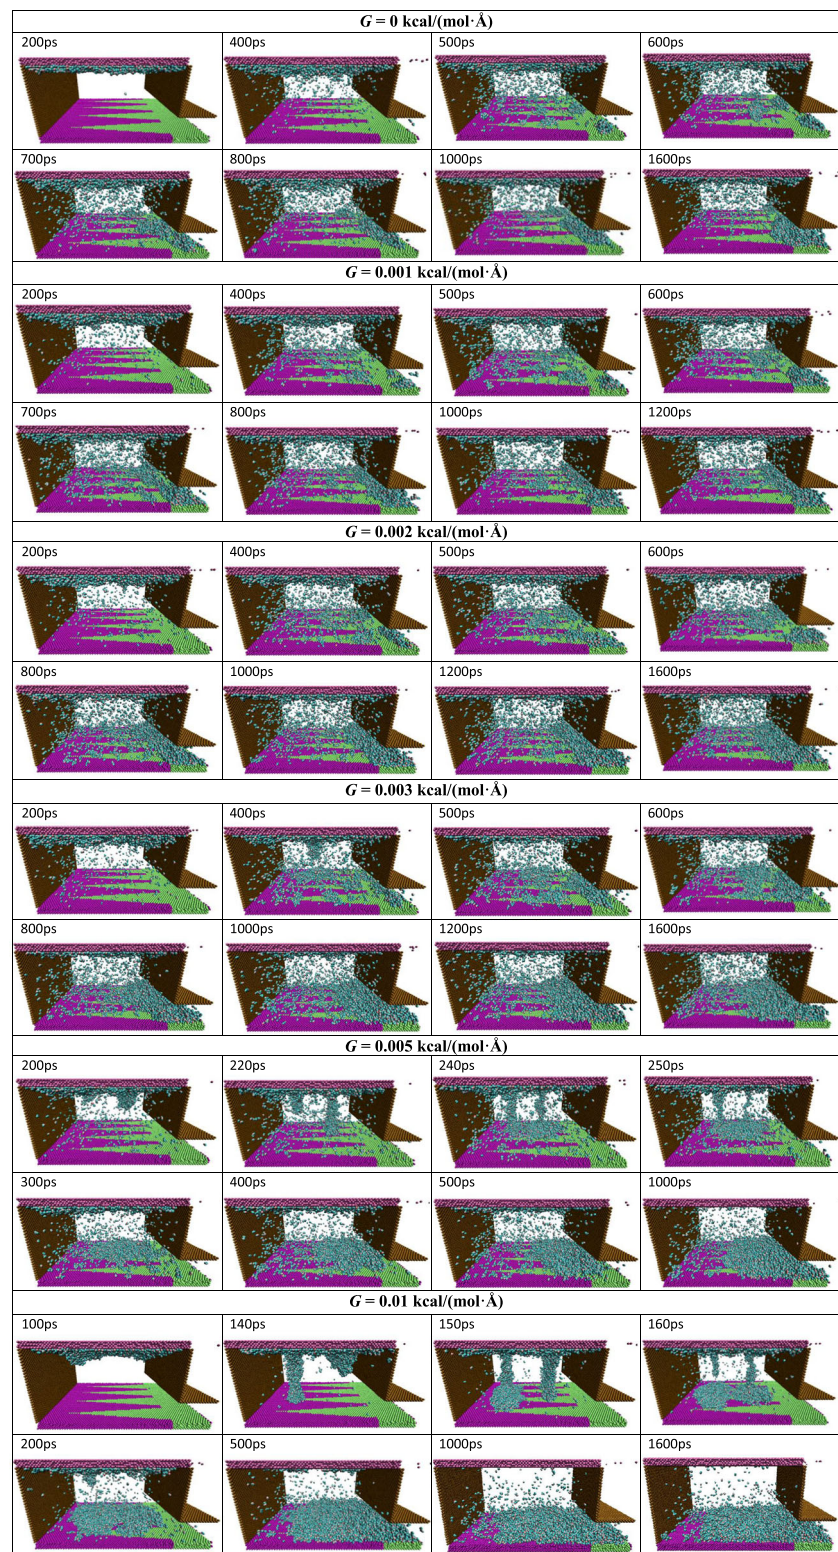 G = 0 kcal/(mol·Å)
200ps 400ps 500ps 600ps
700ps 800ps 1000ps 1600ps
G = 0.001 kcal/(mol·Å)
200ps 400ps 500ps 600ps
700ps 800ps 1000ps 1200ps
G = 0.002 kcal/(mol·Å)
200ps 400ps 500ps 600ps
800ps 1000ps 1200ps 1600ps
G = 0.003 kcal/(mol·Å)
200ps 400ps 500ps 600ps
800ps 1000ps 1200ps 1600ps
G = 0.005 kcal/(mol·Å)
200ps 220ps 240ps 250ps
300ps 400ps 500ps 1000ps
G = 0.01 kcal/(mol·Å)
100ps 140ps 150ps 160ps
200ps 500ps 1000ps 1600ps